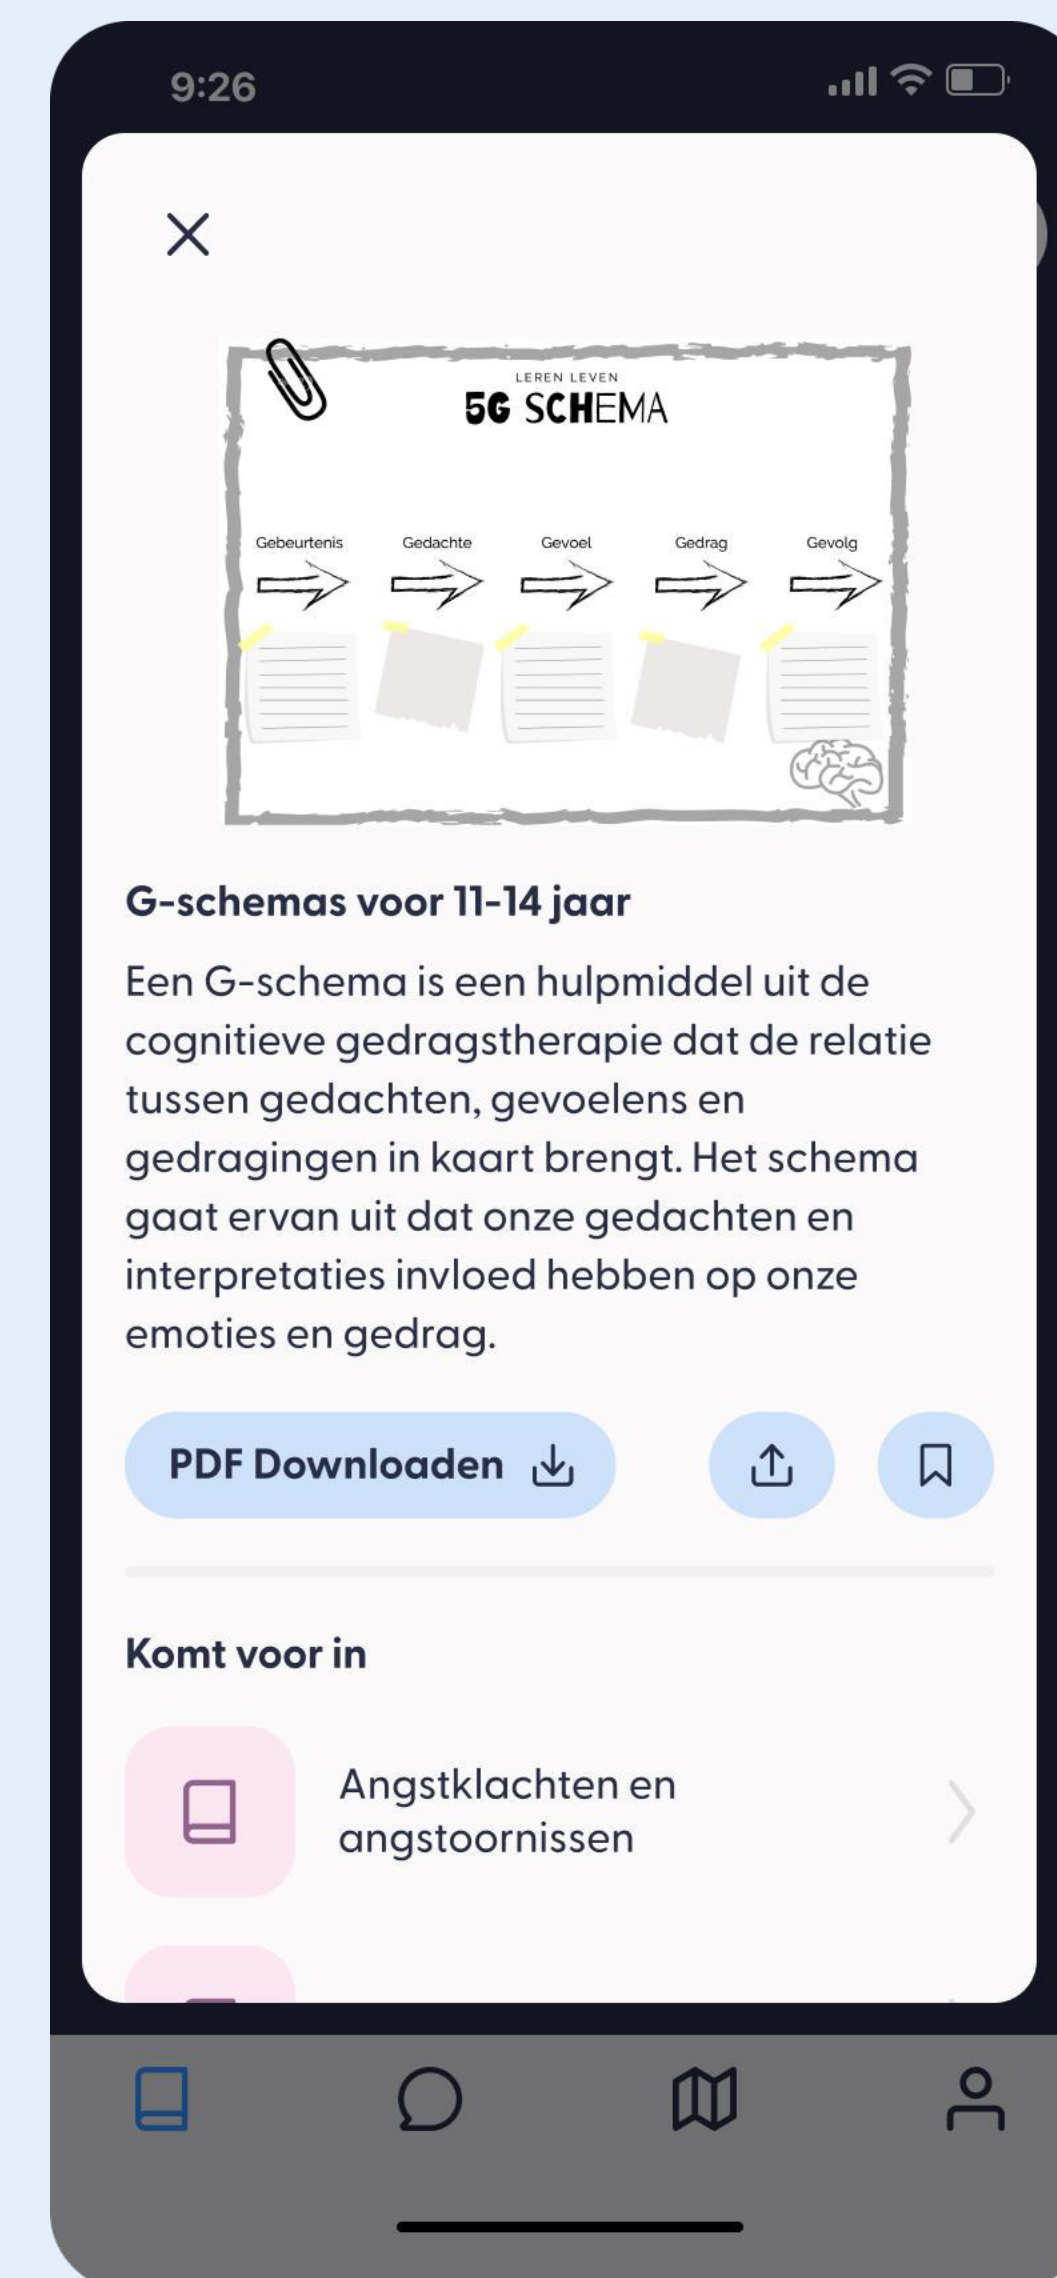 9:26
LEREN LEVEN
5G SCHEMA
Gebeurtenis Gedachte Gevoel Gedrag Gevolg
G-schemas voor 11-14 jaar
Een G-schema is een hulpmiddel uit de
cognitieve gedragstherapie dat de relatie
tussen gedachten, gevoelens en
gedragingen in kaart brengt. Het schema
gaat ervan uit dat onze gedachten en
interpretaties invloed hebben op onze
emoties en gedrag.
PDF Downloaden
Komt voor in
Angstklachten en
angstoornissen